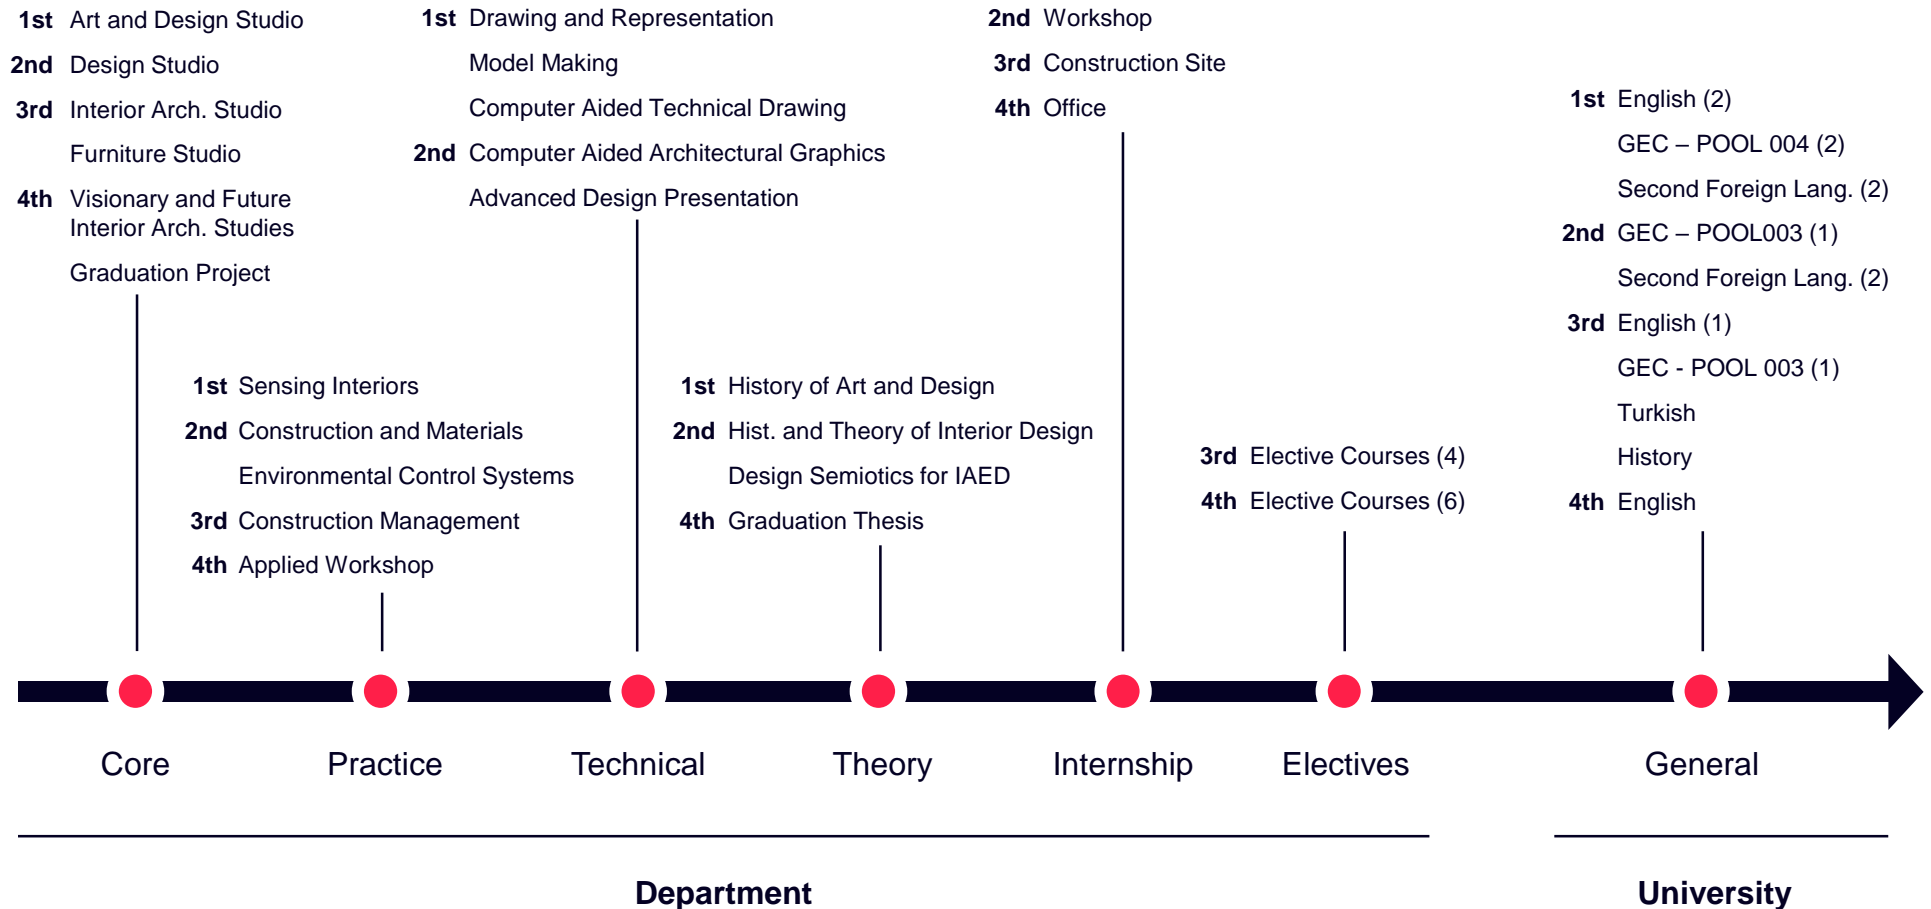 1st Art and Design Studio
2nd Design Studio
3rd Interior Arch. Studio
Furniture Studio
4th Visionary and Future
Interior Arch. Studies
Graduation Project
1st Sensing Interiors
2nd Construction and Materials
Environmental Control Systems
3rd Construction Management
4th Applied Workshop
1st Drawing and Representation
Model Making
Computer Aided Technical Drawing
2nd Computer Aided Architectural Graphics
Advanced Design Presentation
1st History of Art and Design
2nd Hist. and Theory of Interior Design
Design Semiotics for IAED
4th Graduation Thesis
2nd Workshop
3rd Construction Site
4th Office
3rd Elective Courses (4)
4th Elective Courses (6)
1st English (2)
GEC – POOL 004 (2)
Second Foreign Lang. (2)
2nd GEC – POOL003 (1)
Second Foreign Lang. (2)
3rd English (1)
GEC - POOL 003 (1)
Turkish
History
4th English
Core
Practice
Technical
Theory
Internship
Electives
General
Department
University